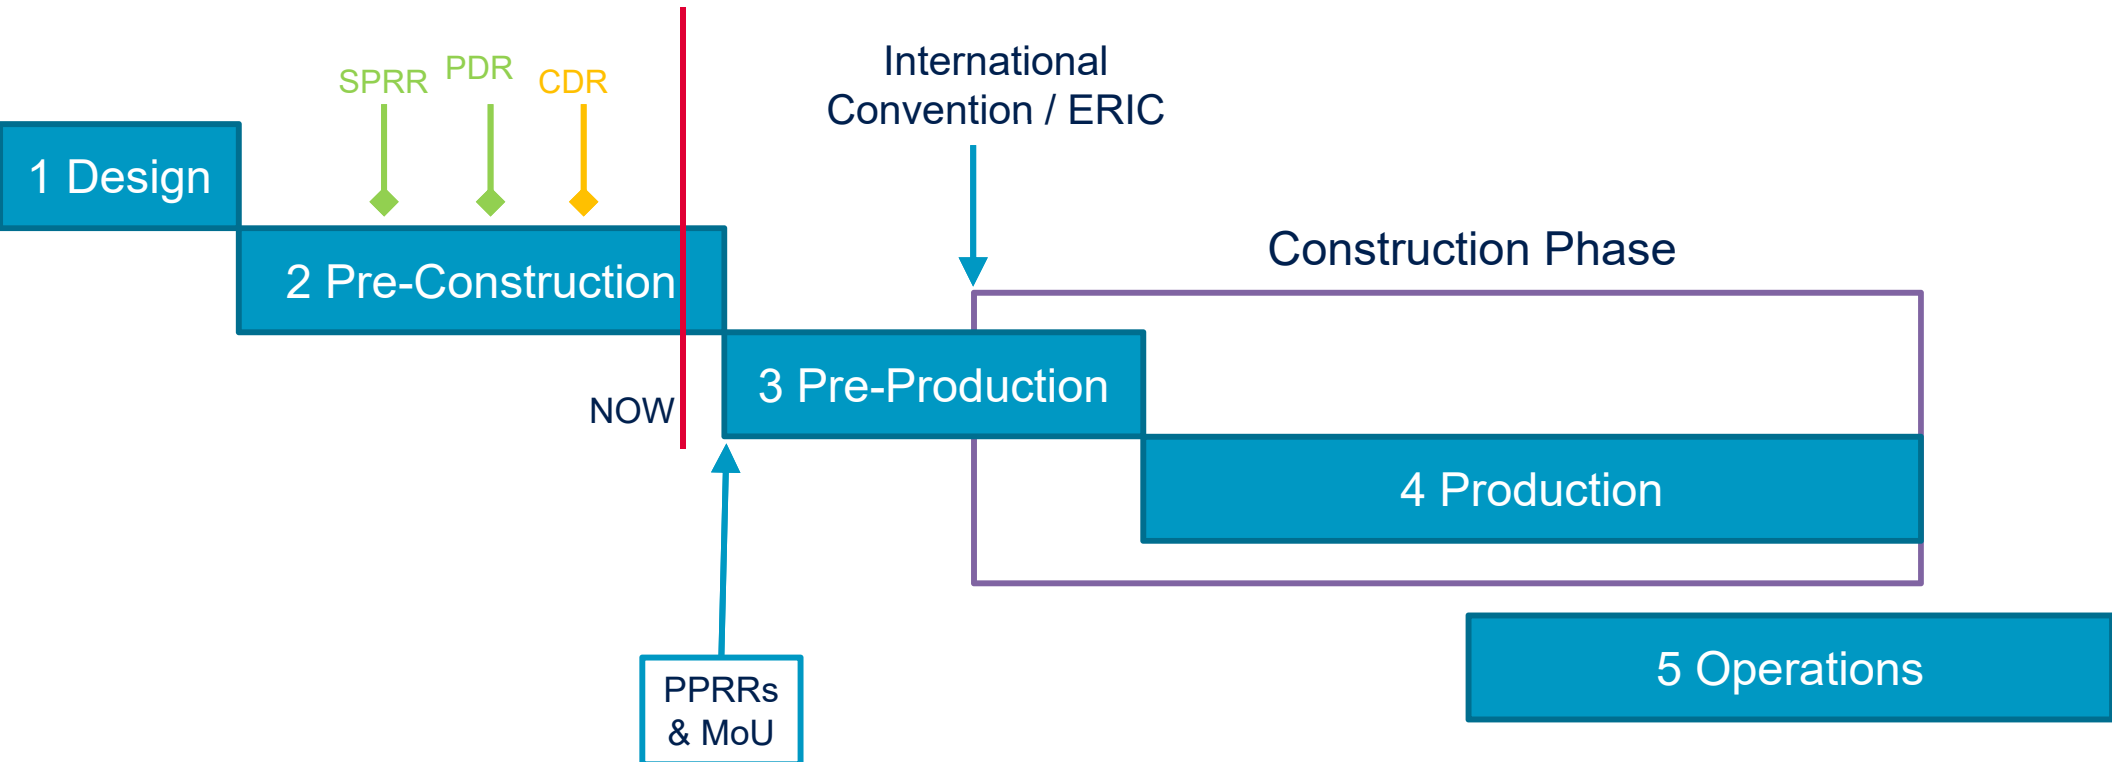 SPRR
PDR
CDR
International
Convention / ERIC
1 Design
2 Pre-Construction
Construction Phase
3 Pre-Production
NOW
4 Production
5 Operations
PPRRs
& MoU